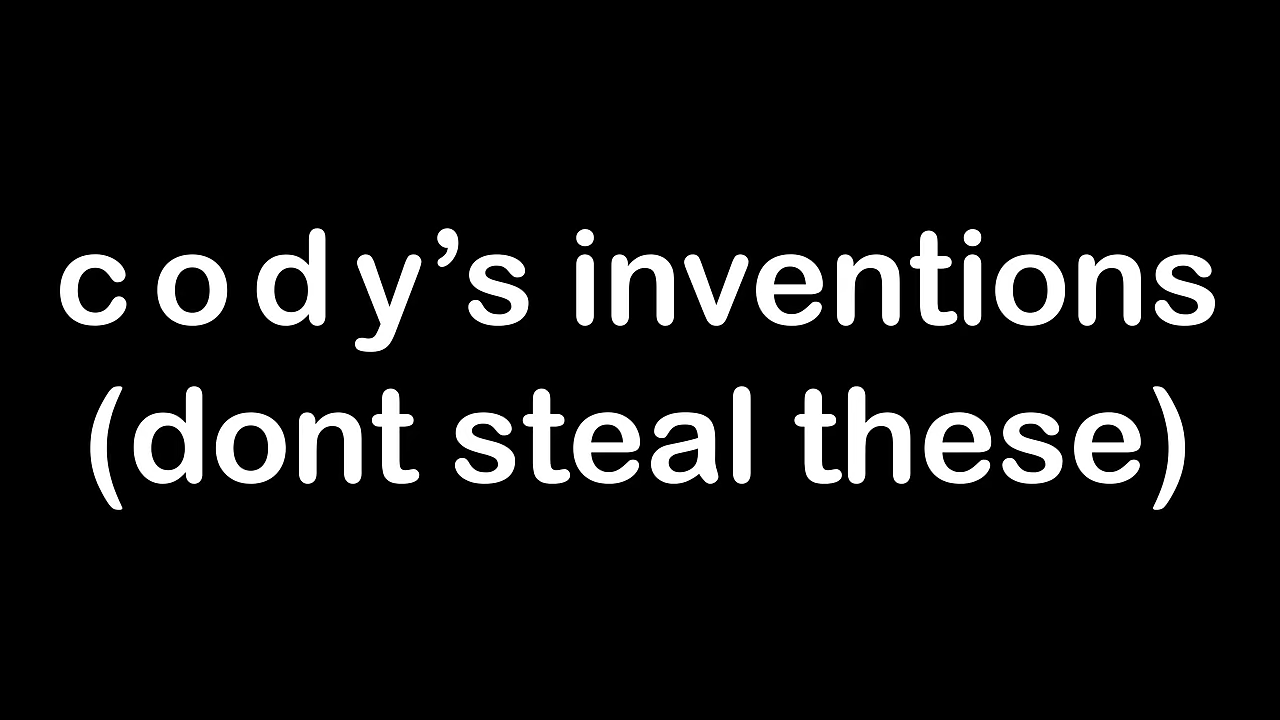 c o d y’s inventions
(dont steal these)